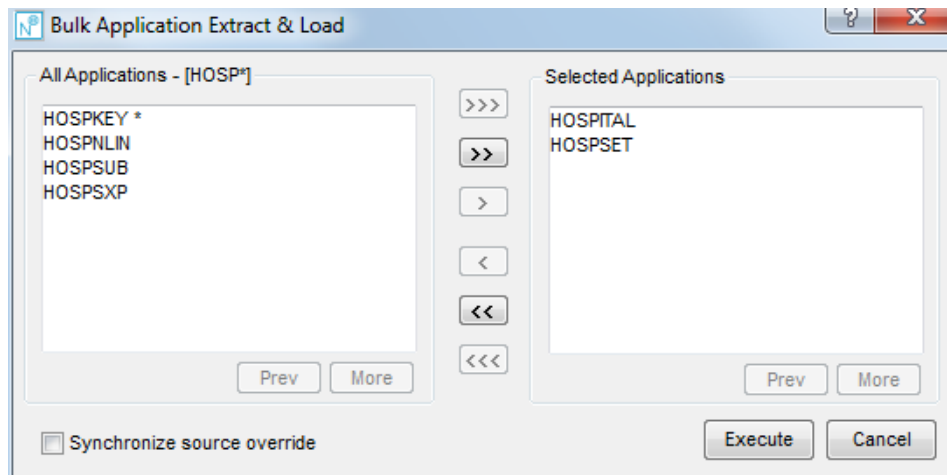 Bulk Application Extract & Load
?
X
All Applications - [HOSP*]
HOSPKEY *
HOSPNLIN
HOSPSUB
HOSPSXP
Prev
More
>>>
>>
>
<
<<
<<<
Selected Applications
HOSPITAL
HOSPSET
Prev
More
Synchronize source override
Execute
Cancel